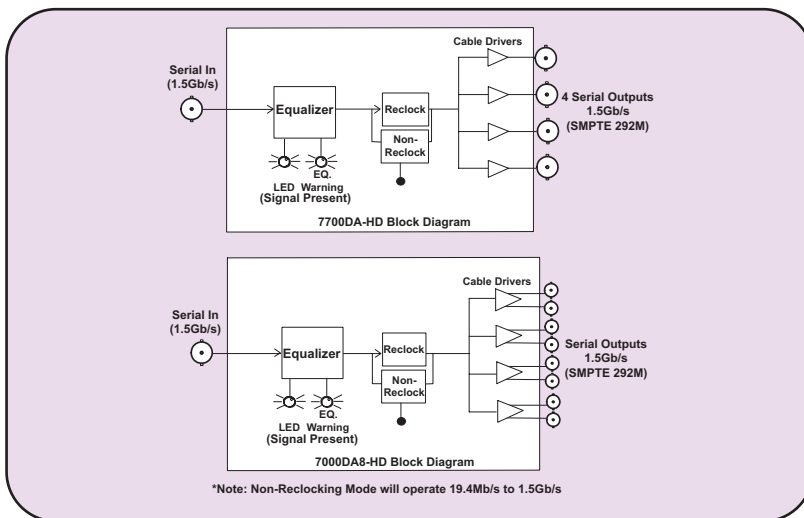 Cable Drivers
Serial In
(1.5Gb/s)
Equalizer
Reclock
Non-
Reclock
4 Serial Outputs
1.5Gb/s
(SMPTE 292M)
EQ.
LED Warning
(Signal Present)
7700DA-HD Block Diagram
Cable Drivers
Serial In
(1.5Gb/s)
Equalizer
Reclock
Non-
Reclock
Serial Outputs
1.5Gb/s
(SMPTE 292M)
EQ.
LED Warning
(Signal Present)
7000DA8-HD Block Diagram
*Note: Non-Reclocking Mode will operate 19.4Mb/s to 1.5Gb/s